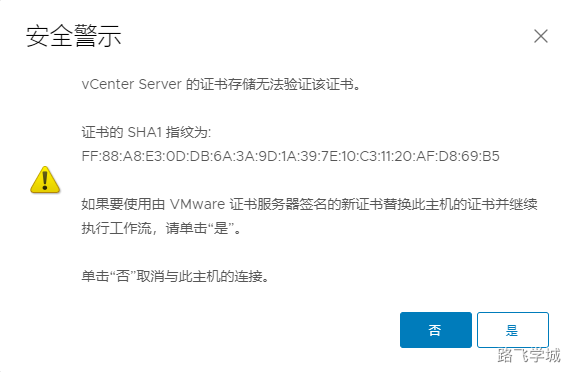 安全警示
vCenter Server 的证书存储无法验证该证书。
证书的 SHA1 指纹为:
FF:88:A8:E3:0D:DB:6A:3A:9D:1A:39:7E:10:C3:11:20:AF:D8:69:B5
如果要使用由 VMware 证书服务器签名的新证书替换此主机的证书并继续
执行工作流，请单击“是”。
单击“否”取消与此主机的连接。
否 是
路飞学城